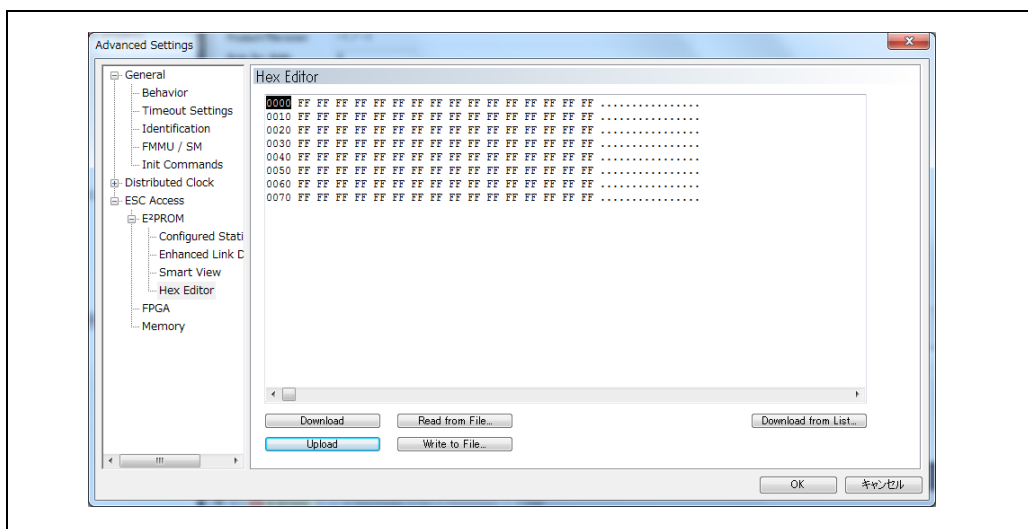 Advanced Settings
General
Behavior
Timeout Settings
Identification
FMMU / SM
Init Commands
Distributed Clock
ESC Access
E²PROM
Configured Stati
Enhanced Link D
Smart View
Hex Editor
FPGA
Memory
Hex Editor
0000 FF FF FF FF FF FF FF FF FF FF FF FF FF FF FF FF ................
0010 FF FF FF FF FF FF FF FF FF FF FF FF FF FF FF FF ................
0020 FF FF FF FF FF FF FF FF FF FF FF FF FF FF FF FF ................
0030 FF FF FF FF FF FF FF FF FF FF FF FF FF FF FF FF ................
0040 FF FF FF FF FF FF FF FF FF FF FF FF FF FF FF FF ................
0050 FF FF FF FF FF FF FF FF FF FF FF FF FF FF FF FF ................
0060 FF FF FF FF FF FF FF FF FF FF FF FF FF FF FF FF ................
0070 FF FF FF FF FF FF FF FF FF FF FF FF FF FF FF FF ................
Download Read from File... Download from List...
Upload Write to File...
OK キャンセル